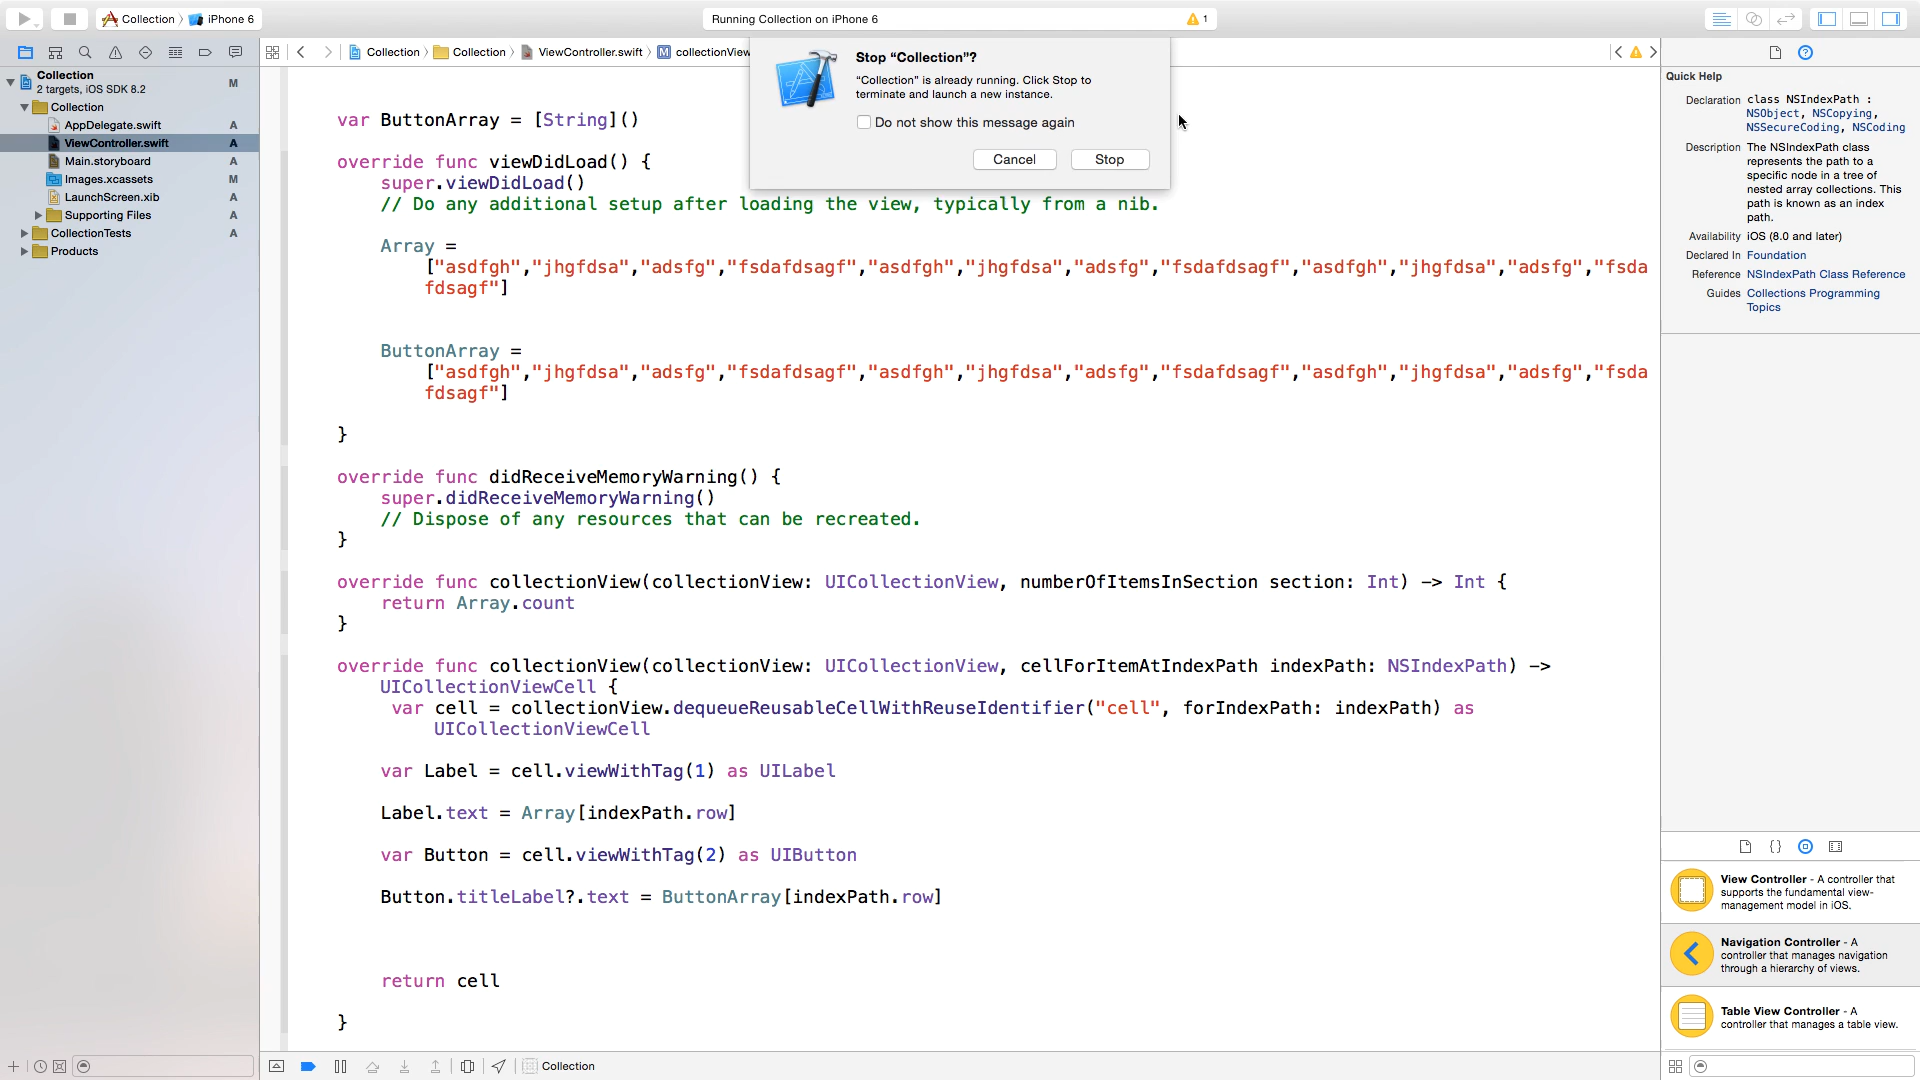 Collection
iPhone 6
Running Collection on iPhone 6
1
Collection
Collection
ViewController.swift
collectionView
Collection
2 targets, iOS SDK 8.2
M
Collection
AppDelegate.swift
A
ViewController.swift
A
Main.storyboard
A
Images.xcassets
M
LaunchScreen.xib
A
Supporting Files
A
CollectionTests
A
Products
Stop “Collection”?
“Collection” is already running. Click Stop to
terminate and launch a new instance.
Do not show this message again
Cancel
Stop
var ButtonArray = [String]()
override func viewDidLoad() {
super.viewDidLoad()
// Do any additional setup after loading the view, typically from a nib.
Array =
["asdfgh","jhgfdsa","adsfg","fsdafdsagf","asdfgh","jhgfdsa","adsfg","fsdafdsagf","asdfgh","jhgfdsa","adsfg","fsda
fdsagf"]
ButtonArray =
["asdfgh","jhgfdsa","adsfg","fsdafdsagf","asdfgh","jhgfdsa","adsfg","fsdafdsagf","asdfgh","jhgfdsa","adsfg","fsda
fdsagf"]
}
override func didReceiveMemoryWarning() {
super.didReceiveMemoryWarning()
// Dispose of any resources that can be recreated.
}
override func collectionView(collectionView: UICollectionView, numberOfItemsInSection section: Int) -> Int {
return Array.count
}
override func collectionView(collectionView: UICollectionView, cellForItemAtIndexPath indexPath: NSIndexPath) ->
UICollectionViewCell {
var cell = collectionView.dequeueReusableCellWithReuseIdentifier("cell", forIndexPath: indexPath) as
UICollectionViewCell
var Label = cell.viewWithTag(1) as UILabel
Label.text = Array[indexPath.row]
var Button = cell.viewWithTag(2) as UIButton
Button.titleLabel?.text = ButtonArray[indexPath.row]
return cell
}
Collection
Quick Help
Declaration class NSIndexPath :
NSObject, NSCopying,
NSSecureCoding, NSCoding
Description The NSIndexPath class
represents the path to a
specific node in a tree of
nested array collections. This
path is known as an index
path.
Availability iOS (8.0 and later)
Declared In Foundation
Reference NSIndexPath Class Reference
Guides Collections Programming
Topics
{}
View Controller - A controller that
supports the fundamental view-
management model in iOS.
Navigation Controller - A
controller that manages navigation
through a hierarchy of views.
Table View Controller - A
controller that manages a table view.